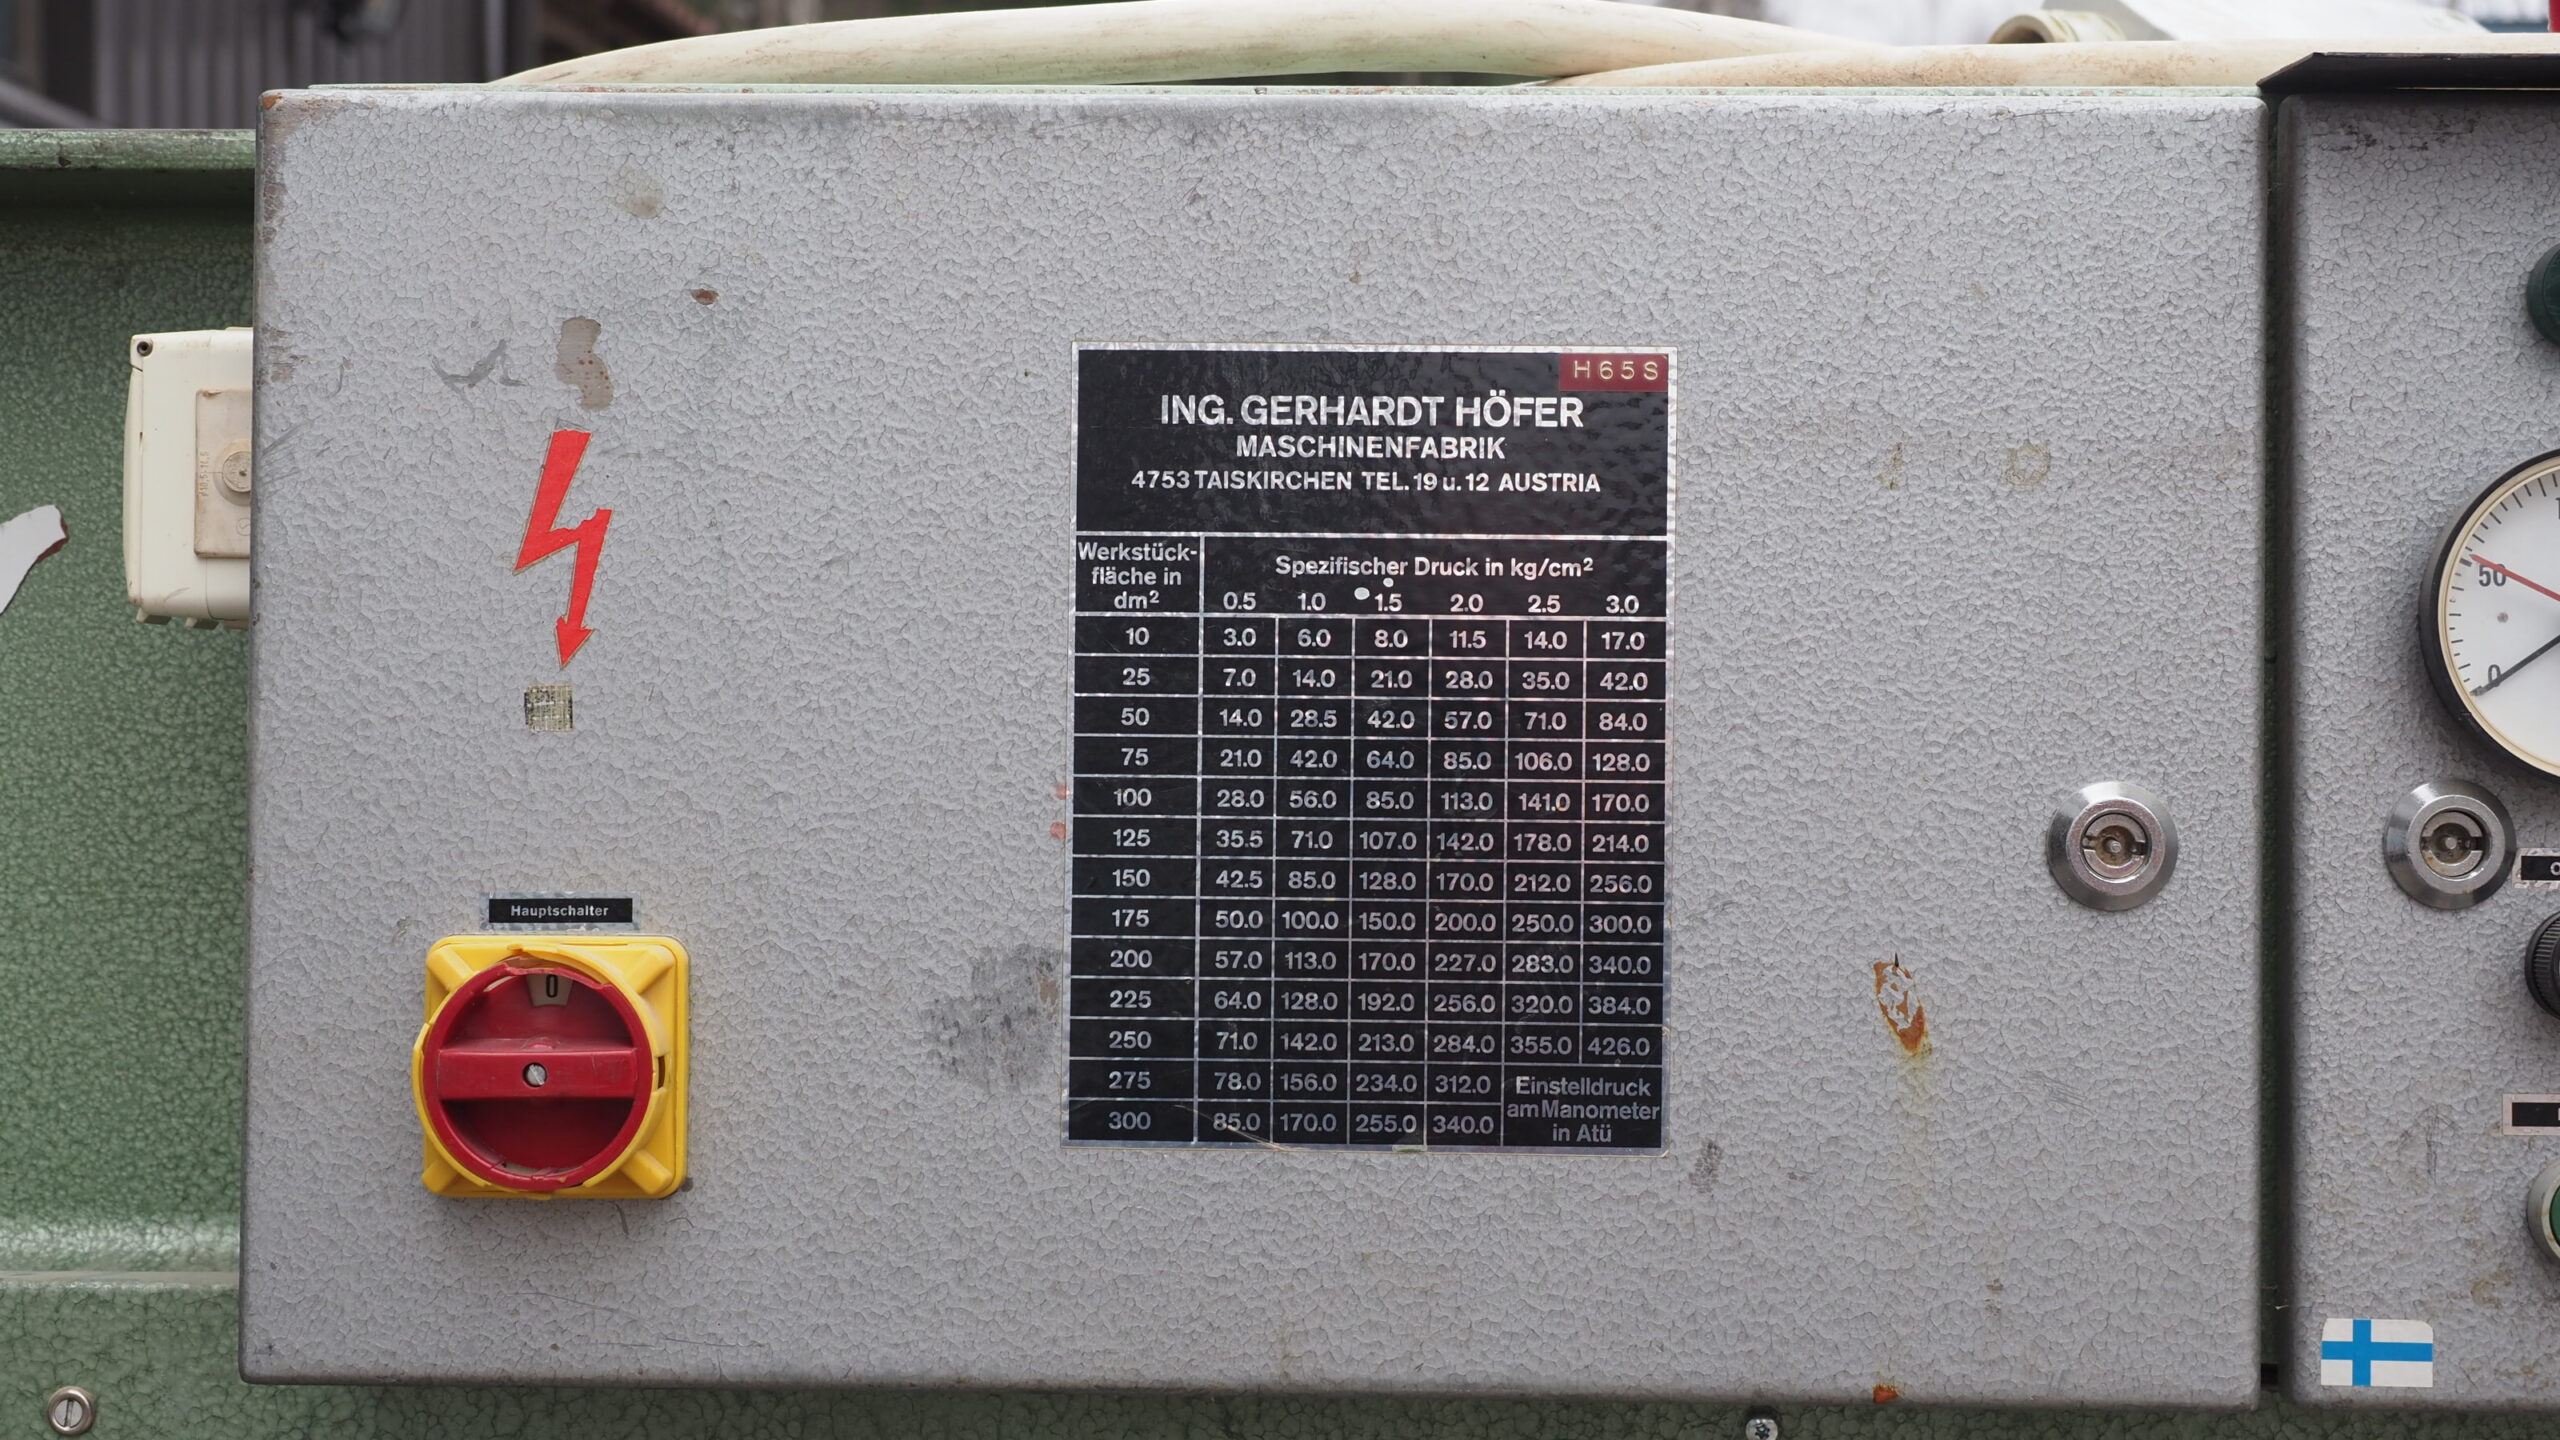 H65S
ING. GERHARDT HÖFER
MASCHINENFABRIK
4753 TAISKIRCHEN TEL. 19 u. 12 AUSTRIA
Werkstück-
fläche in
dm²
Spezifischer Druck in kg/cm²
0.5 1.0 1.5 2.0 2.5 3.0
10 3.0 6.0 8.0 11.5 14.0 17.0
25 7.0 14.0 21.0 28.0 35.0 42.0
50 14.0 28.5 42.0 57.0 71.0 84.0
75 21.0 42.0 64.0 85.0 106.0 128.0
100 28.0 56.0 85.0 113.0 141.0 170.0
125 35.5 71.0 107.0 142.0 178.0 214.0
150 42.5 85.0 128.0 170.0 212.0 256.0
175 50.0 100.0 150.0 200.0 250.0 300.0
200 57.0 113.0 170.0 227.0 283.0 340.0
225 64.0 128.0 192.0 256.0 320.0 384.0
250 71.0 142.0 213.0 284.0 355.0 426.0
275 78.0 156.0 234.0 312.0
300 85.0 170.0 255.0 340.0
Einstelldruck
am Manometer
in Atü
Hauptschalter
0
50
0